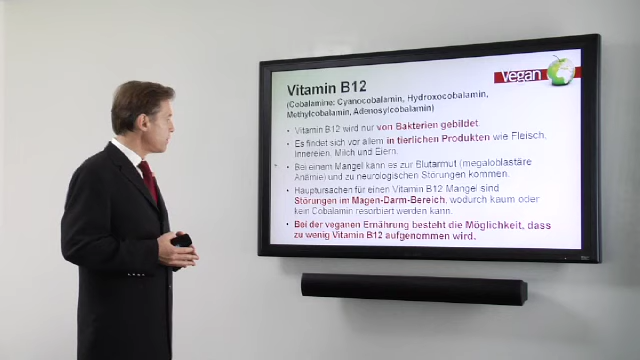 Vegan
Vitamin B12
(Cobalamine: Cyanocobalamin, Hydroxocobalamin,
Methylcobalamin, Adenosylcobalamin)
• Vitamin B12 wird nur von Bakterien gebildet
• Es findet sich vor allem in tierlichen Produkten wie Fleisch,
Innereien, Milch und Eiern.
• Bei einem Mangel kann es zur Blutarmut (megaloblastäre
Anämie) und zu neurologischen Störungen kommen.
• Hauptursachen für einen Vitamin B12 Mangel sind
Störungen im Magen-Darm-Bereich, wodurch kaum oder
kein Cobalamin resorbiert werden kann.
• Bei der veganen Ernährung besteht die Möglichkeit, dass
zu wenig Vitamin B12 aufgenommen wird.